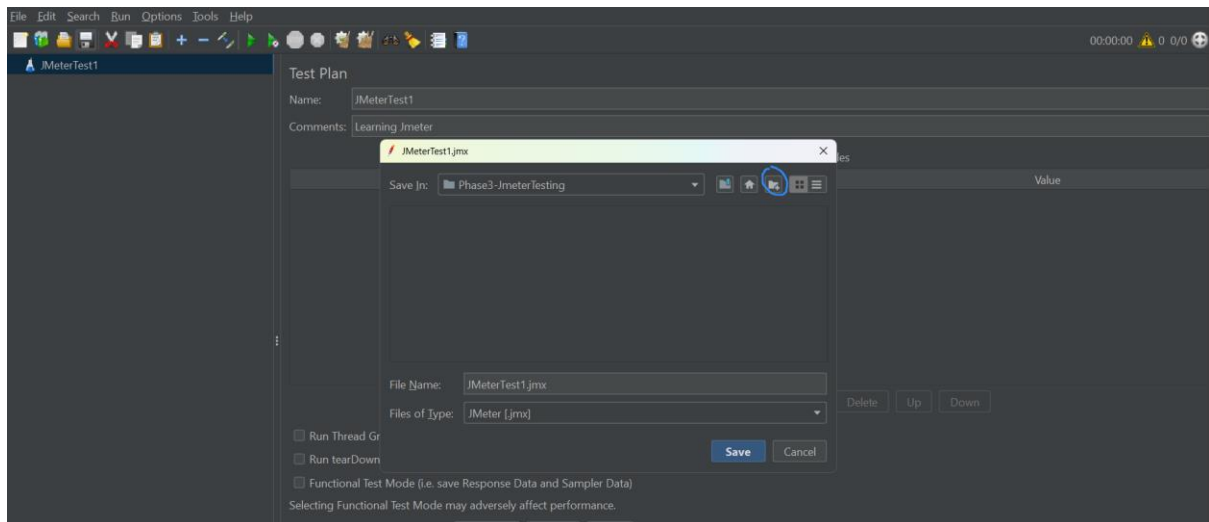 File Edit Search Run Options Tools Help
00:00:00 0 0/0
JMeterTest1
Test Plan
Name: JMeterTest1
Comments: Learning Jmeter
JMeterTest1.jmx
les
Save In: Phase3-JmeterTesting
Value
File Name: JMeterTest1.jmx
Delete Up Down
Files of Type: JMeter [.jmx]
Run Thread Gr
Save Cancel
Run tearDown
Functional Test Mode (i.e. save Response Data and Sampler Data)
Selecting Functional Test Mode may adversely affect performance.